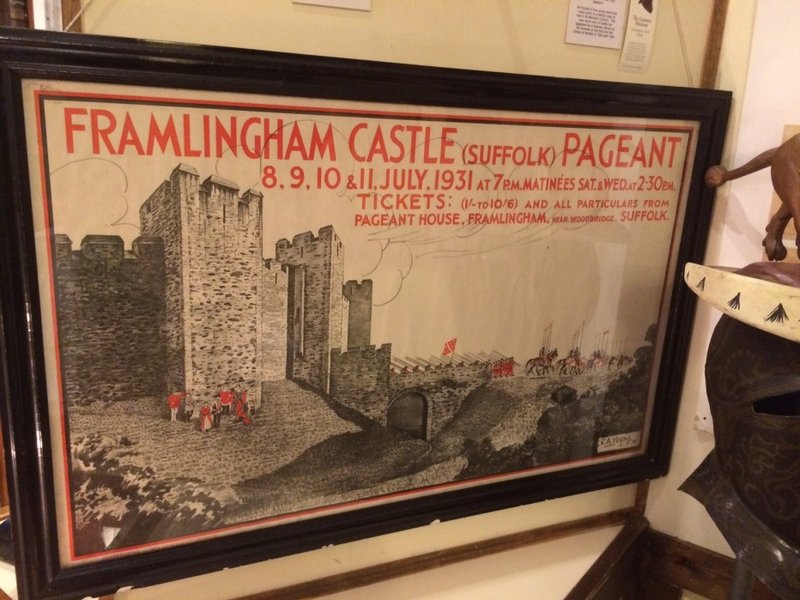 FRAMLINGHAM CASTLE (SUFFOLK) PAGEANT
8, 9, 10 & 11, JULY, 1931 AT 7 P.M. MATINÉES SAT. & WED. AT 2·30 P.M.
TICKETS: (1/- TO 10/6) AND ALL PARTICULARS FROM
PAGEANT HOUSE, FRAMLINGHAM, NEAR WOODBRIDGE. SUFFOLK.